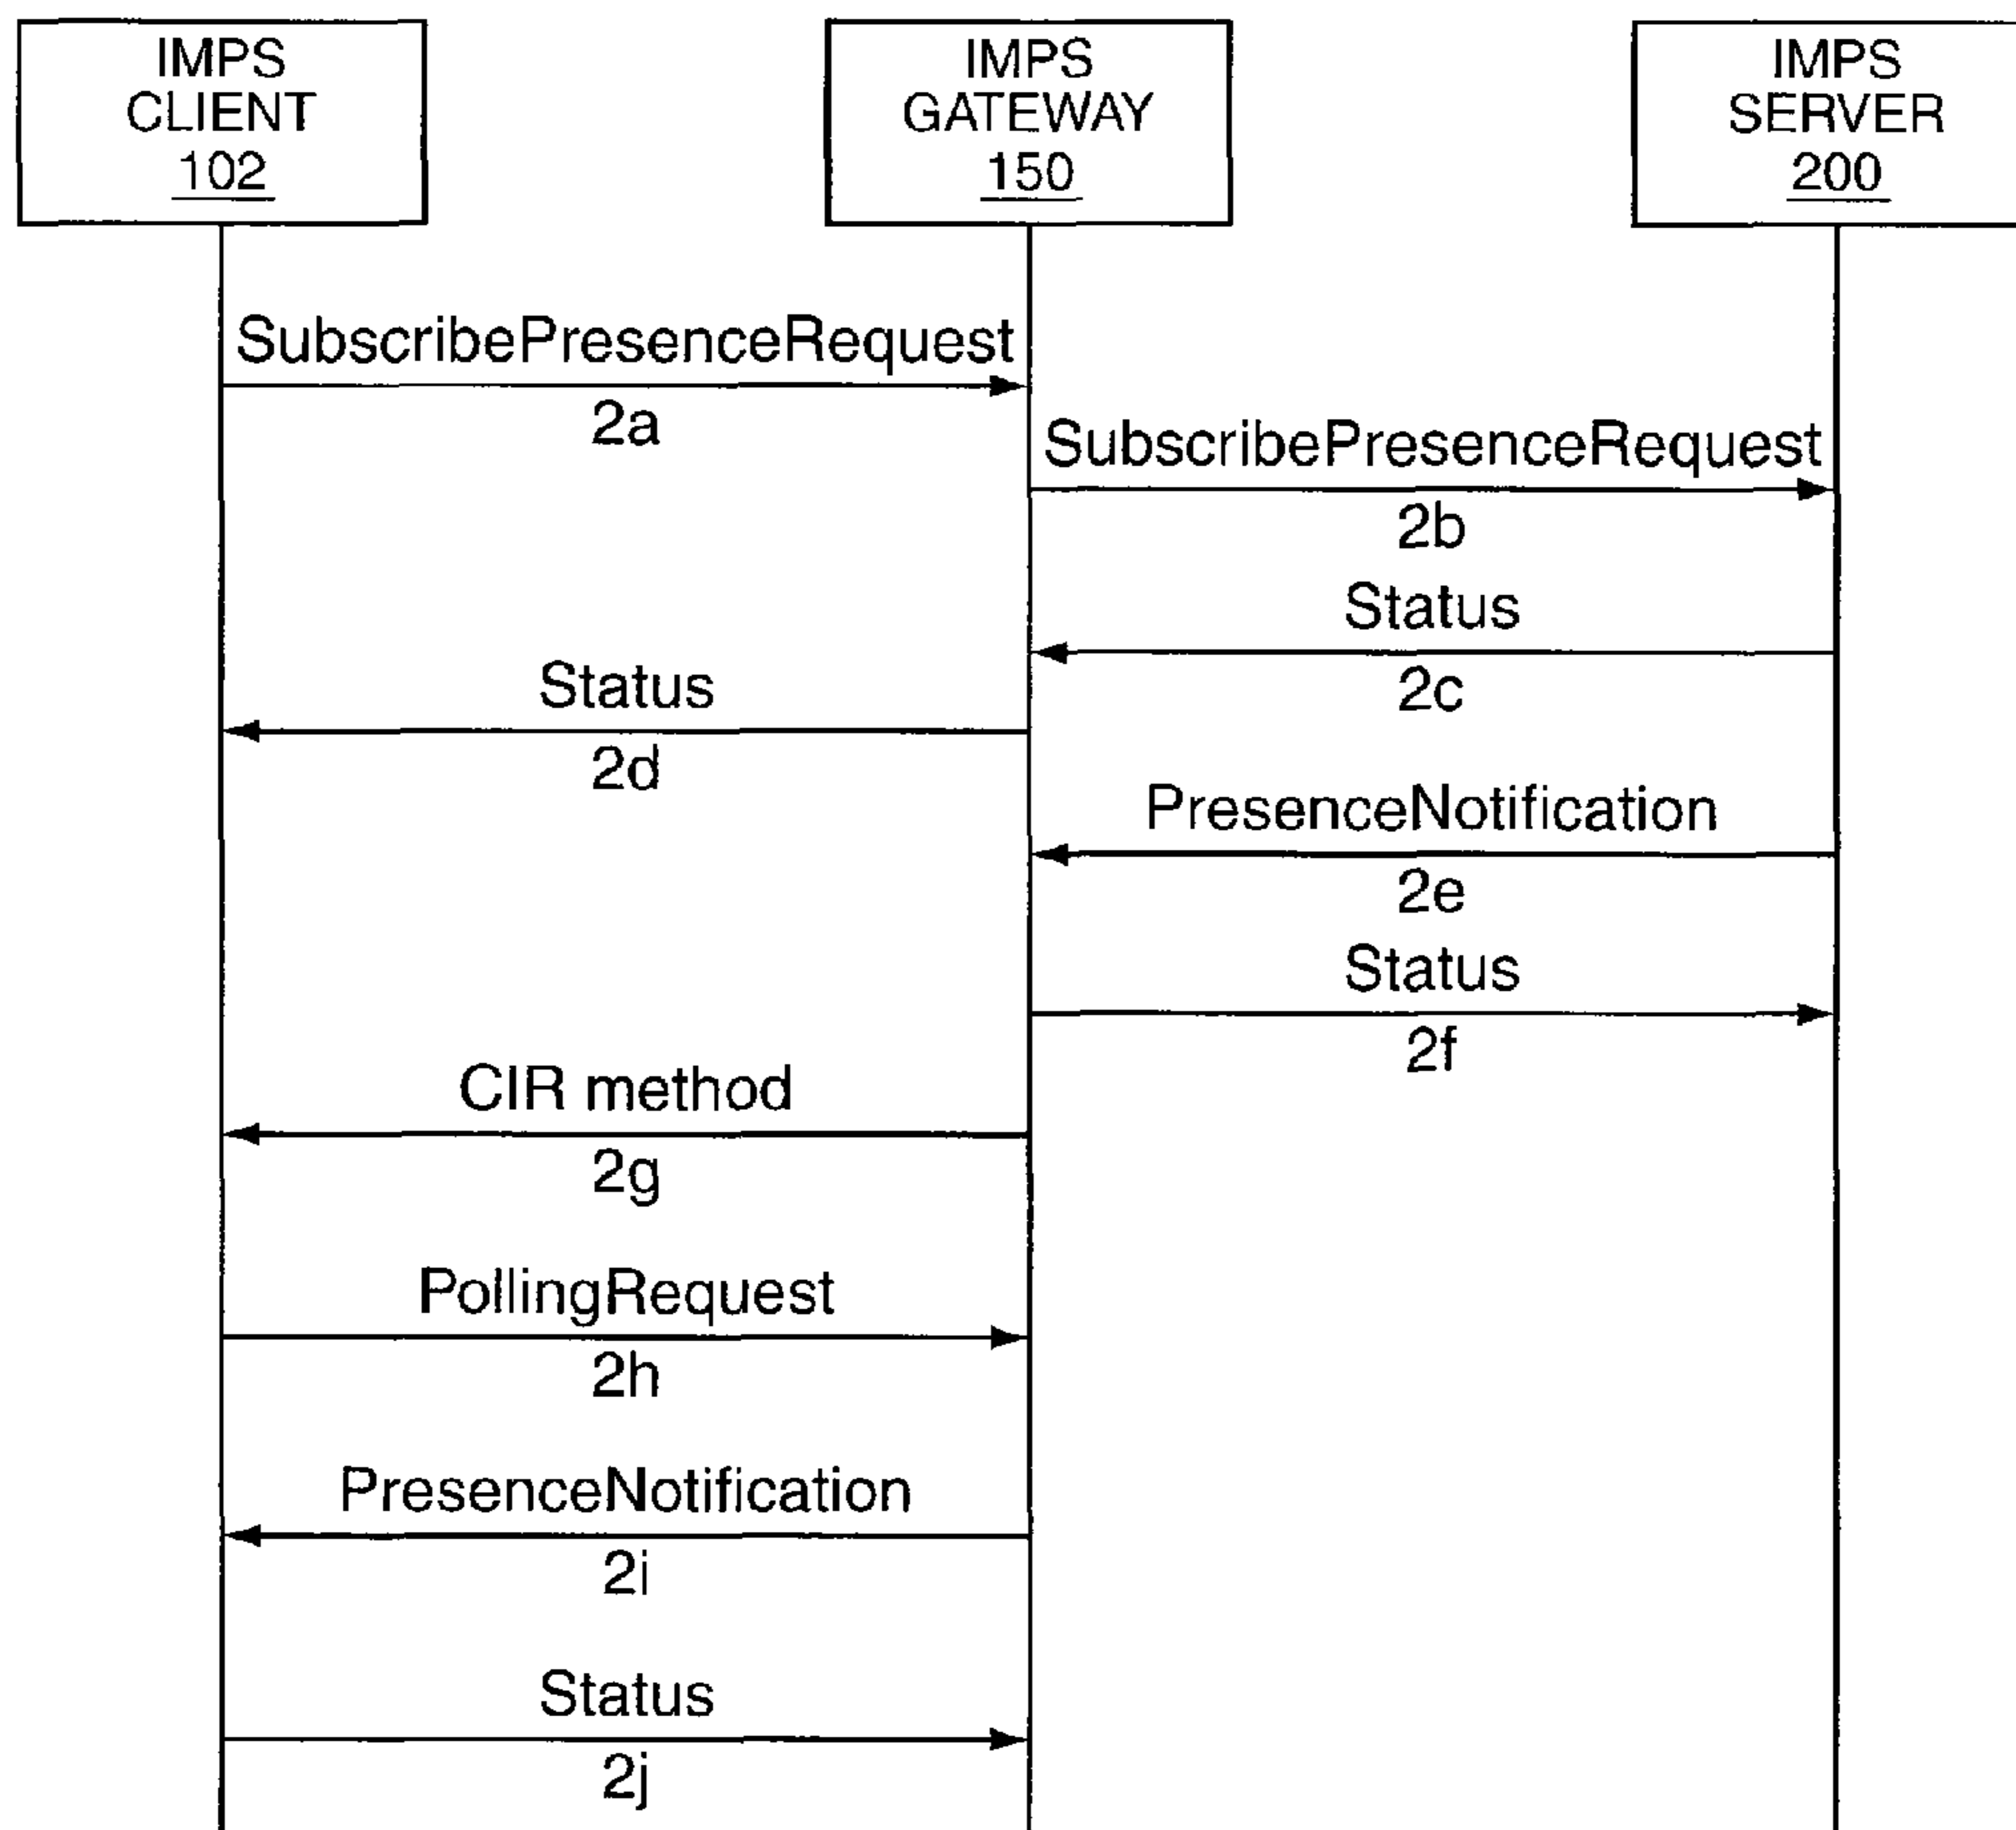 IMPS
CLIENT
102
IMPS
GATEWAY
150
IMPS
SERVER
200
SubscribePresenceRequest
2a
SubscribePresenceRequest
2b
Status
2c
Status
2d
PresenceNotification
2e
Status
2f
CIR method
2g
PollingRequest
2h
PresenceNotification
2i
Status
2j